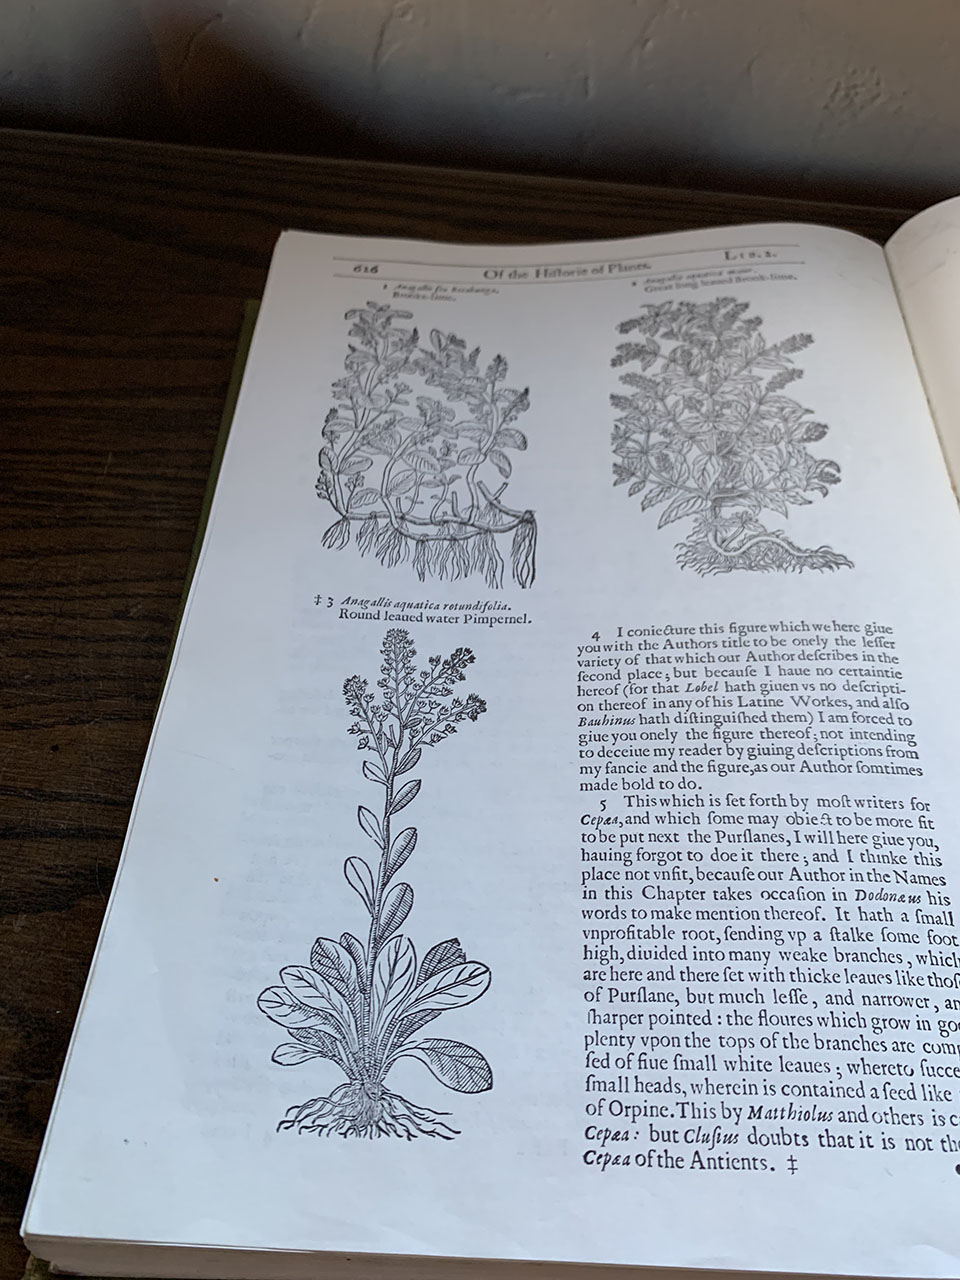 616
Of the Historie of Plants.
LIB. 2.
1 Anagallis siv Becabunga.
Brooke-lime.
2 Anagallis aquatica maior.
Great long leaued Brook-lime.
‡ 3 Anagallis aquatica rotundifolia.
Round leaued water Pimpernel.
4 I coniecture this figure which we here giue
you with the Authors title to be onely the leſſer
variety of that which our Author deſcribes in the
ſecond place; but becauſe I haue no certaintie
hereof (for that Lobel hath giuen vs no deſcripti-
on thereof in any of his Latine Workes, and alſo
Bauhinus hath diſtinguiſhed them) I am forced to
giue you onely the figure thereof; not intending
to deceiue my reader by giuing deſcriptions from
my fancie and the figure, as our Author ſomtimes
made bold to do.
5 This which is ſet forth by moſt writers for
Cepæa, and which ſome may obiect to be more fit
to be put next the Purſlanes, I will here giue you,
hauing forgot to doe it there; and I thinke this
place not vnfit, becauſe our Author in the Names
in this Chapter takes occaſion in Dodonæus his
words to make mention thereof. It hath a ſmall
vnprofitable root, ſending vp a ſtalke ſome foot
high, diuided into many weake branches, which
are here and there ſet with thicke leaues like thoſ
of Purſlane, but much leſſe, and narrower, an
ſharper pointed: the floures which grow in goo
plenty vpon the tops of the branches are com
ſed of fiue ſmall white leaues; whereto ſucce
ſmall heads, wherein is contained a ſeed like
of Orpine. This by Matthiolus and others is c
Cepæa: but Cluſius doubts that it is not th
Cepæa of the Antients. ‡